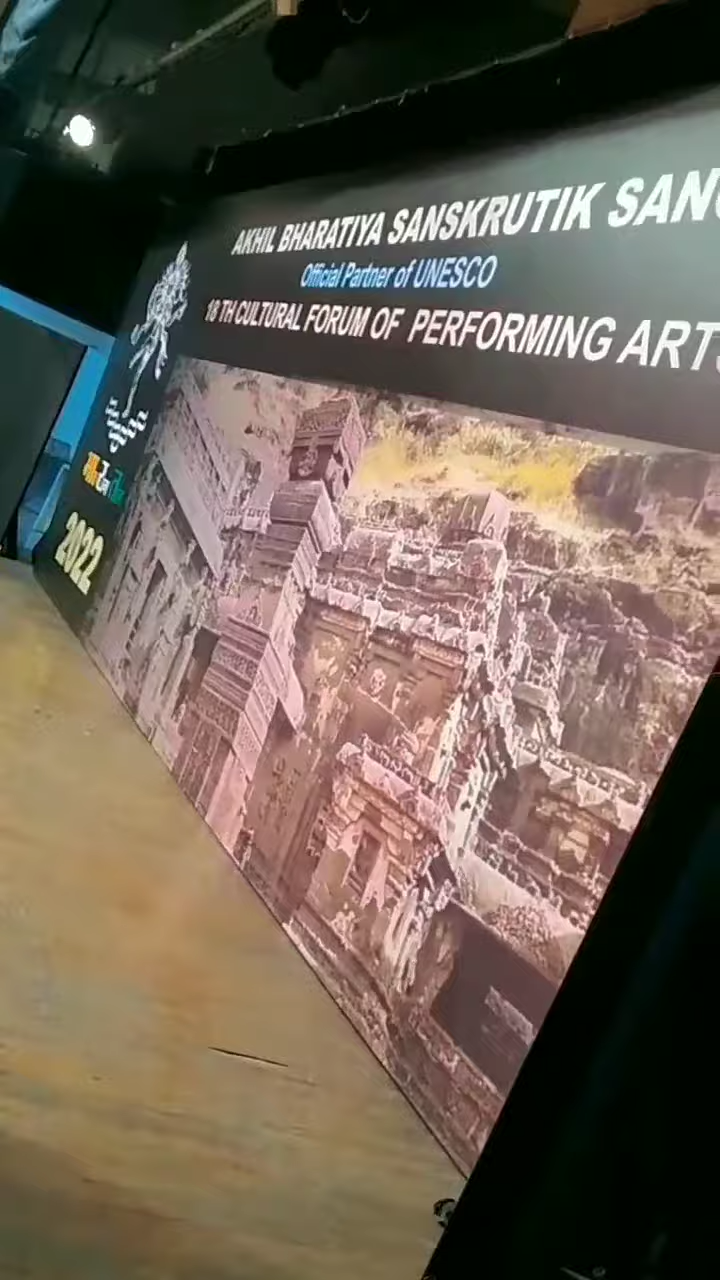 AKHIL BHARATIYA SANSKRUTIK SAN
Official Partner of UNESCO
18 TH CULTURAL FORUM OF PERFORMING ARTS
2022